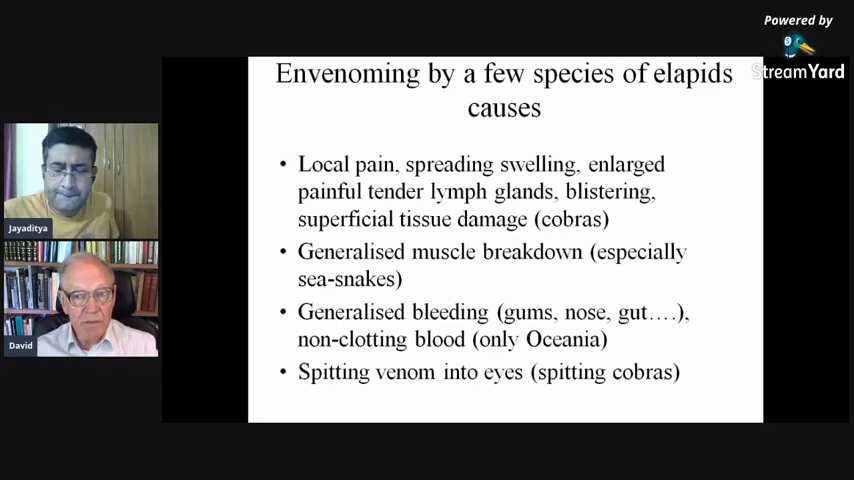 Powered by
StreamYard
Envenoming by a few species of elapids
causes
• Local pain, spreading swelling, enlarged
painful tender lymph glands, blistering,
superficial tissue damage (cobras)
• Generalised muscle breakdown (especially
sea-snakes)
• Generalised bleeding (gums, nose, gut….),
non-clotting blood (only Oceania)
• Spitting venom into eyes (spitting cobras)
Jayaditya
David